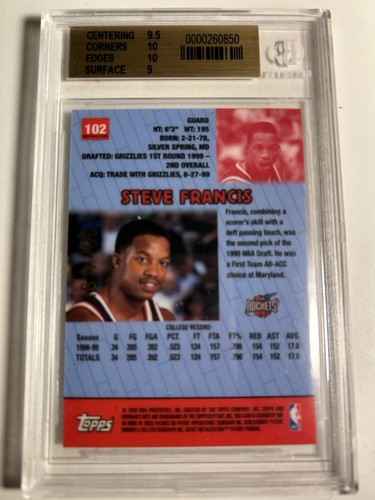 CENTERING 9.5
CORNERS 10
EDGES 10
SURFACE 9
0000260850
102
GUARD
HT: 6'3" WT: 195
BORN: 2-21-78,
SILVER SPRING, MD
DRAFTED: GRIZZLIES 1ST ROUND 1999 –
2ND OVERALL
ACQ: TRADE WITH GRIZZLIES, 8-27-99
STEVE FRANCIS
Francis, combining a
scorer's skill with a
deft passing touch, was
the second pick of the
1999 NBA Draft. He was
a First Team All-ACC
choice at Maryland.
ROCKETS
COLLEGE RECORD
Season G FG FGA PCT. FT FTA FT% REB AST AVG
1998-99 34 205 392 .523 124 157 .790 154 152 17.0
TOTALS 34 205 392 .523 124 157 .790 154 152 17.0
Topps
NBA